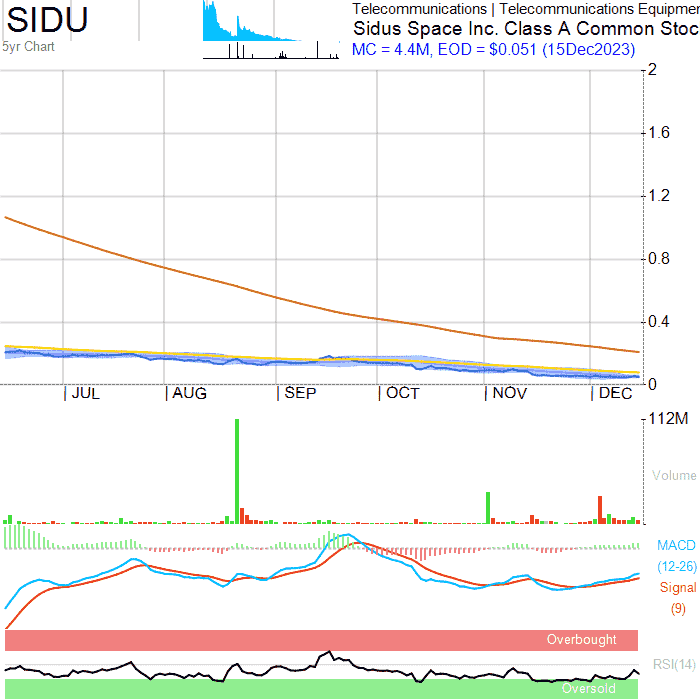 SIDU
5yr Chart
Telecommunications | Telecommunications Equipmen
Sidus Space Inc. Class A Common Stoc
MC = 4.4M, EOD = $0.051 (15Dec2023)
2
1.6
1.2
0.8
0.4
0
| JUL | AUG | SEP | OCT | NOV | DEC
112M
Volume
MACD
(12-26)
Signal
(9)
Overbought
RSI(14)
Oversold